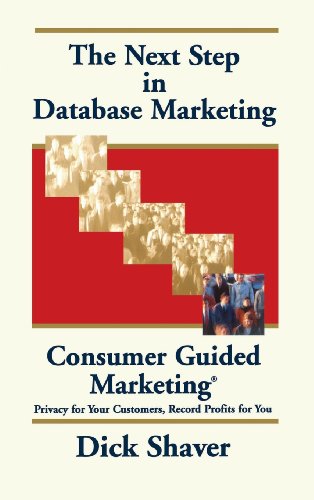 The Next Step
in
Database Marketing
Consumer Guided
Marketing®
Privacy for Your Customers, Record Profits for You
Dick Shaver